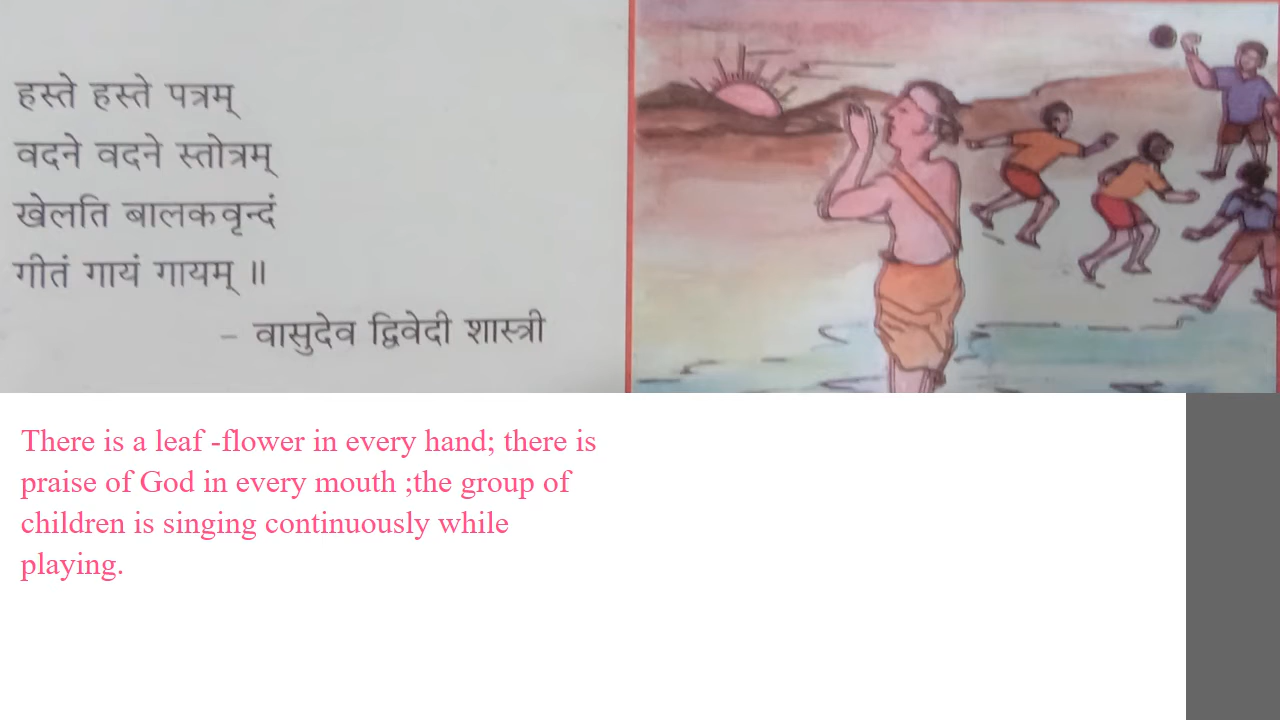 हस्ते हस्ते पत्रम्
वदने वदने स्तोत्रम्
खेलति बालकवृन्दं
गीतं गायं गायम् ॥
– वासुदेव द्विवेदी शास्त्री
There is a leaf -flower in every hand; there is
praise of God in every mouth ;the group of
children is singing continuously while
playing.